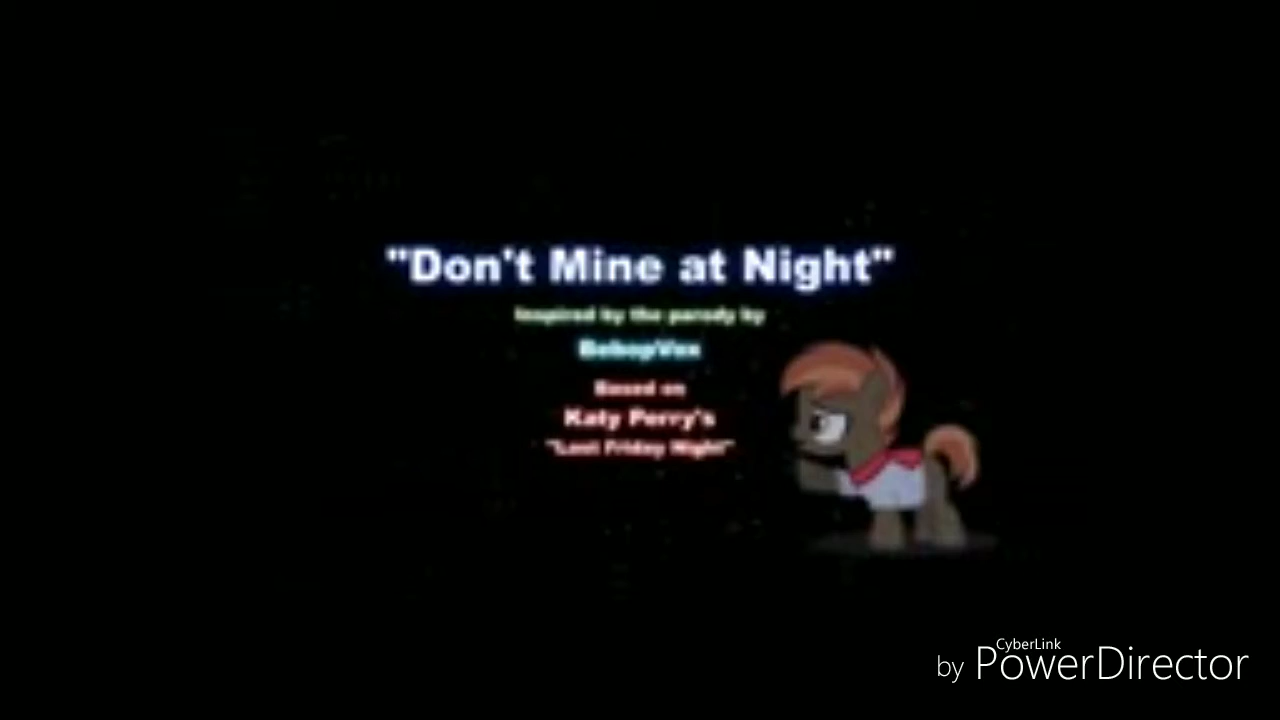 "Don't Mine at Night"
Inspired by the parody by
BebopVox
Based on
Katy Perry's
"Last Friday Night"
CyberLink
by PowerDirector